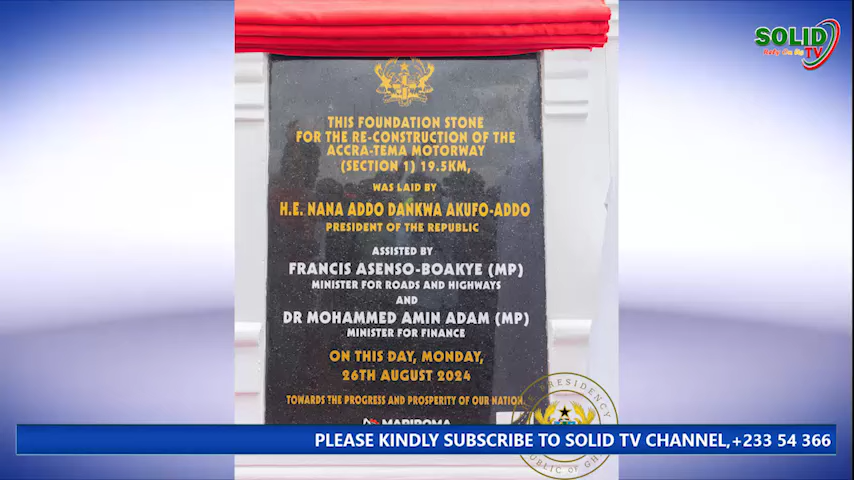 SOLID
TV
THIS FOUNDATION STONE
FOR THE RE-CONSTRUCTION OF THE
ACCRA-TEMA MOTORWAY
(SECTION 1) 19.5KM,
WAS LAID BY
H.E. NANA ADDO DANKWA AKUFO-ADDO
PRESIDENT OF THE REPUBLIC
ASSISTED BY
FRANCIS ASENSO-BOAKYE (MP)
MINISTER FOR ROADS AND HIGHWAYS
AND
DR MOHAMMED AMIN ADAM (MP)
MINISTER FOR FINANCE
ON THIS DAY, MONDAY,
26TH AUGUST 2024
TOWARDS THE PROGRESS AND PROSPERITY OF OUR NATION.
PRESIDENCY
PLEASE KINDLY SUBSCRIBE TO SOLID TV CHANNEL,+233 54 366